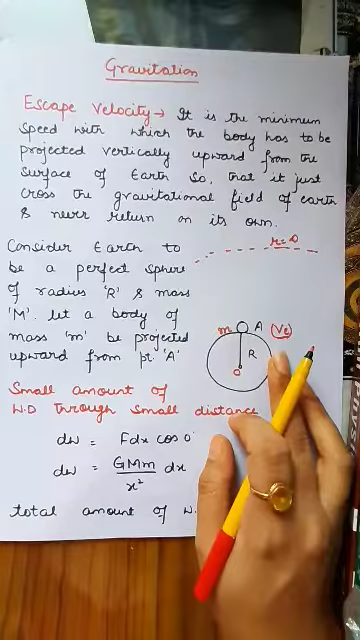 Gravitation
Escape Velocity → It is the minimum
speed with which the body has to be
projected vertically upward from the
surface of Earth so, that it just
cross the gravitational field of earth
& never return on its own.
Consider Earth to
be a perfect sphere
of radius 'R' & mass
'M'. let a body of
mass 'm' be projected
upward from pt. 'A'
m A (Ve)
R
O
Small amount of
W.D through small distance
dw = Fdx cos 0°
dw = GMm/x² dx
total amount of W.